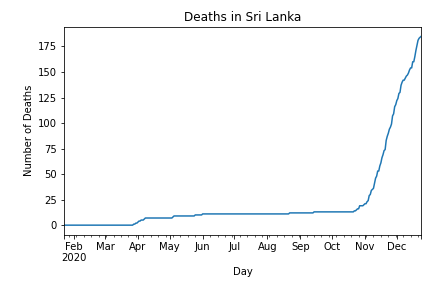 Deaths in Sri Lanka
Number of Deaths
175
150
125
100
75
50
25
0
Feb Mar Apr May Jun Jul Aug Sep Oct Nov Dec
2020
Day